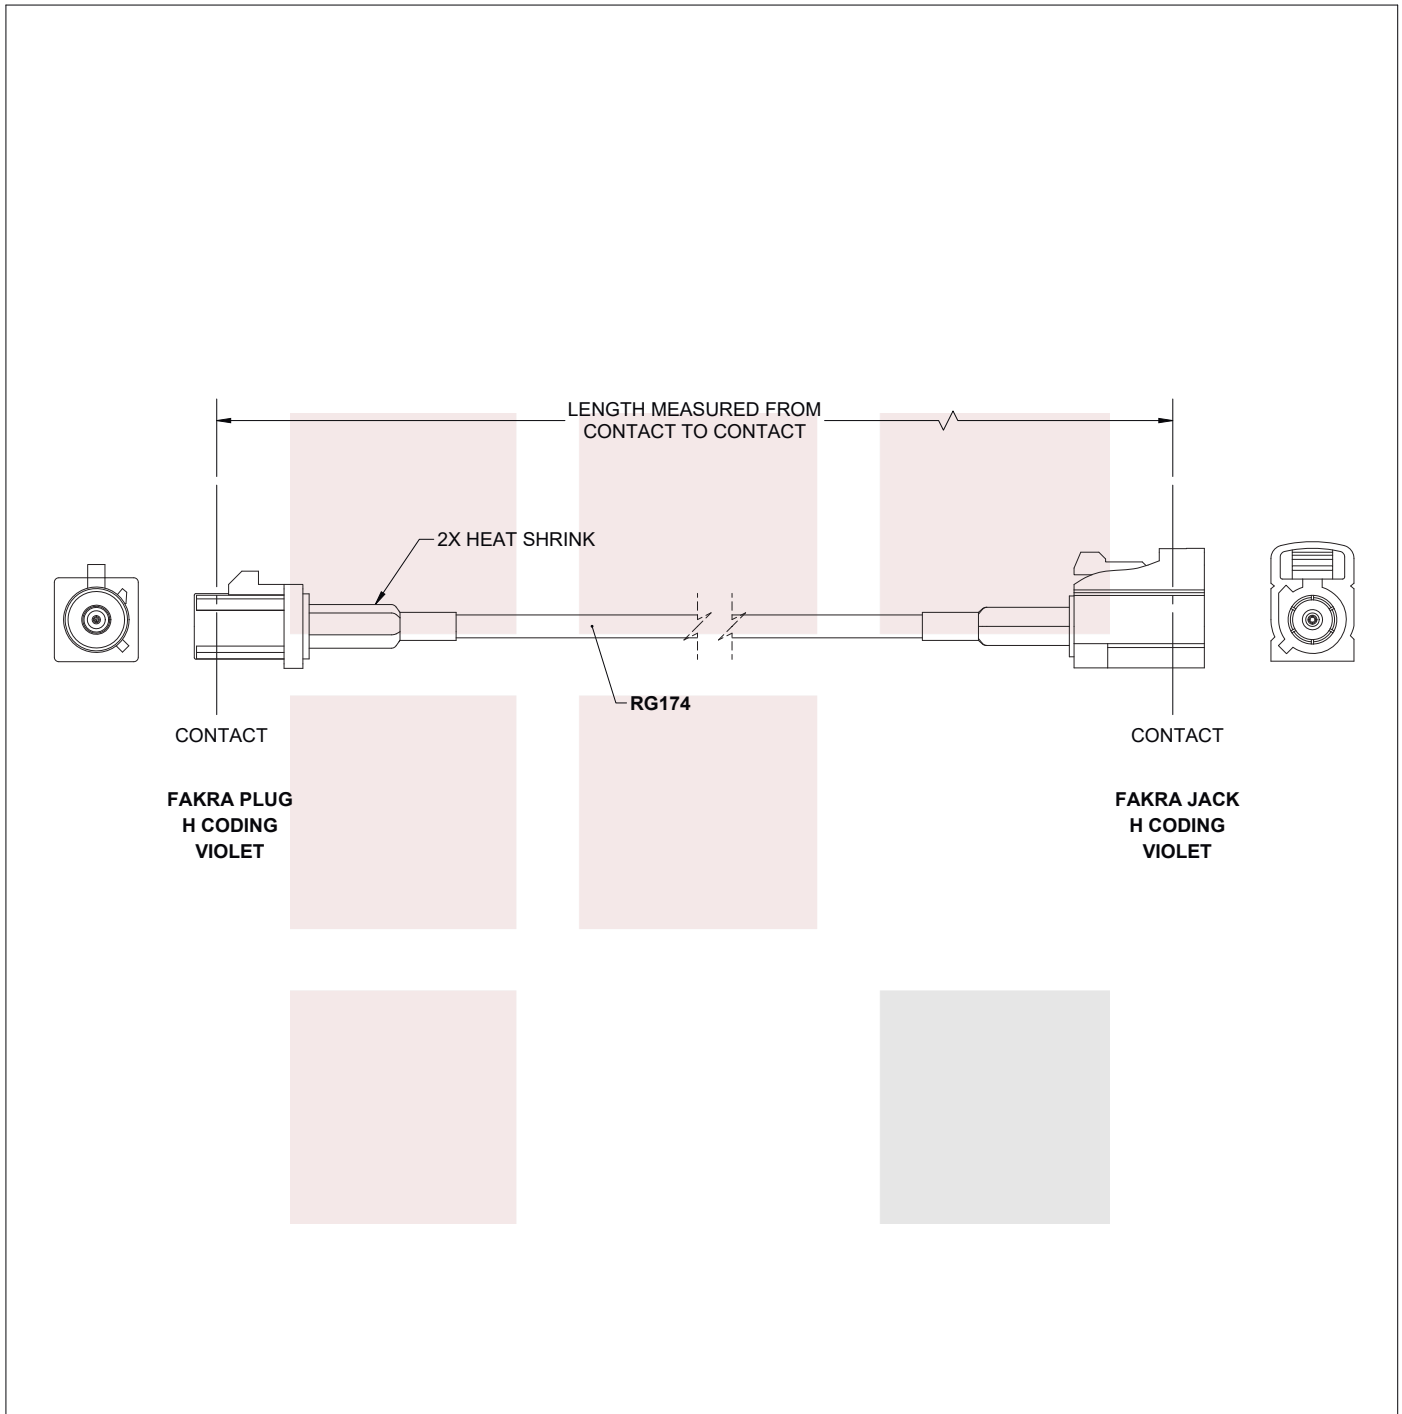 LENGTH MEASURED FROM
CONTACT TO CONTACT
2X HEAT SHRINK
RG174
CONTACT
CONTACT
FAKRA PLUG
H CODING
VIOLET
FAKRA JACK
H CODING
VIOLET